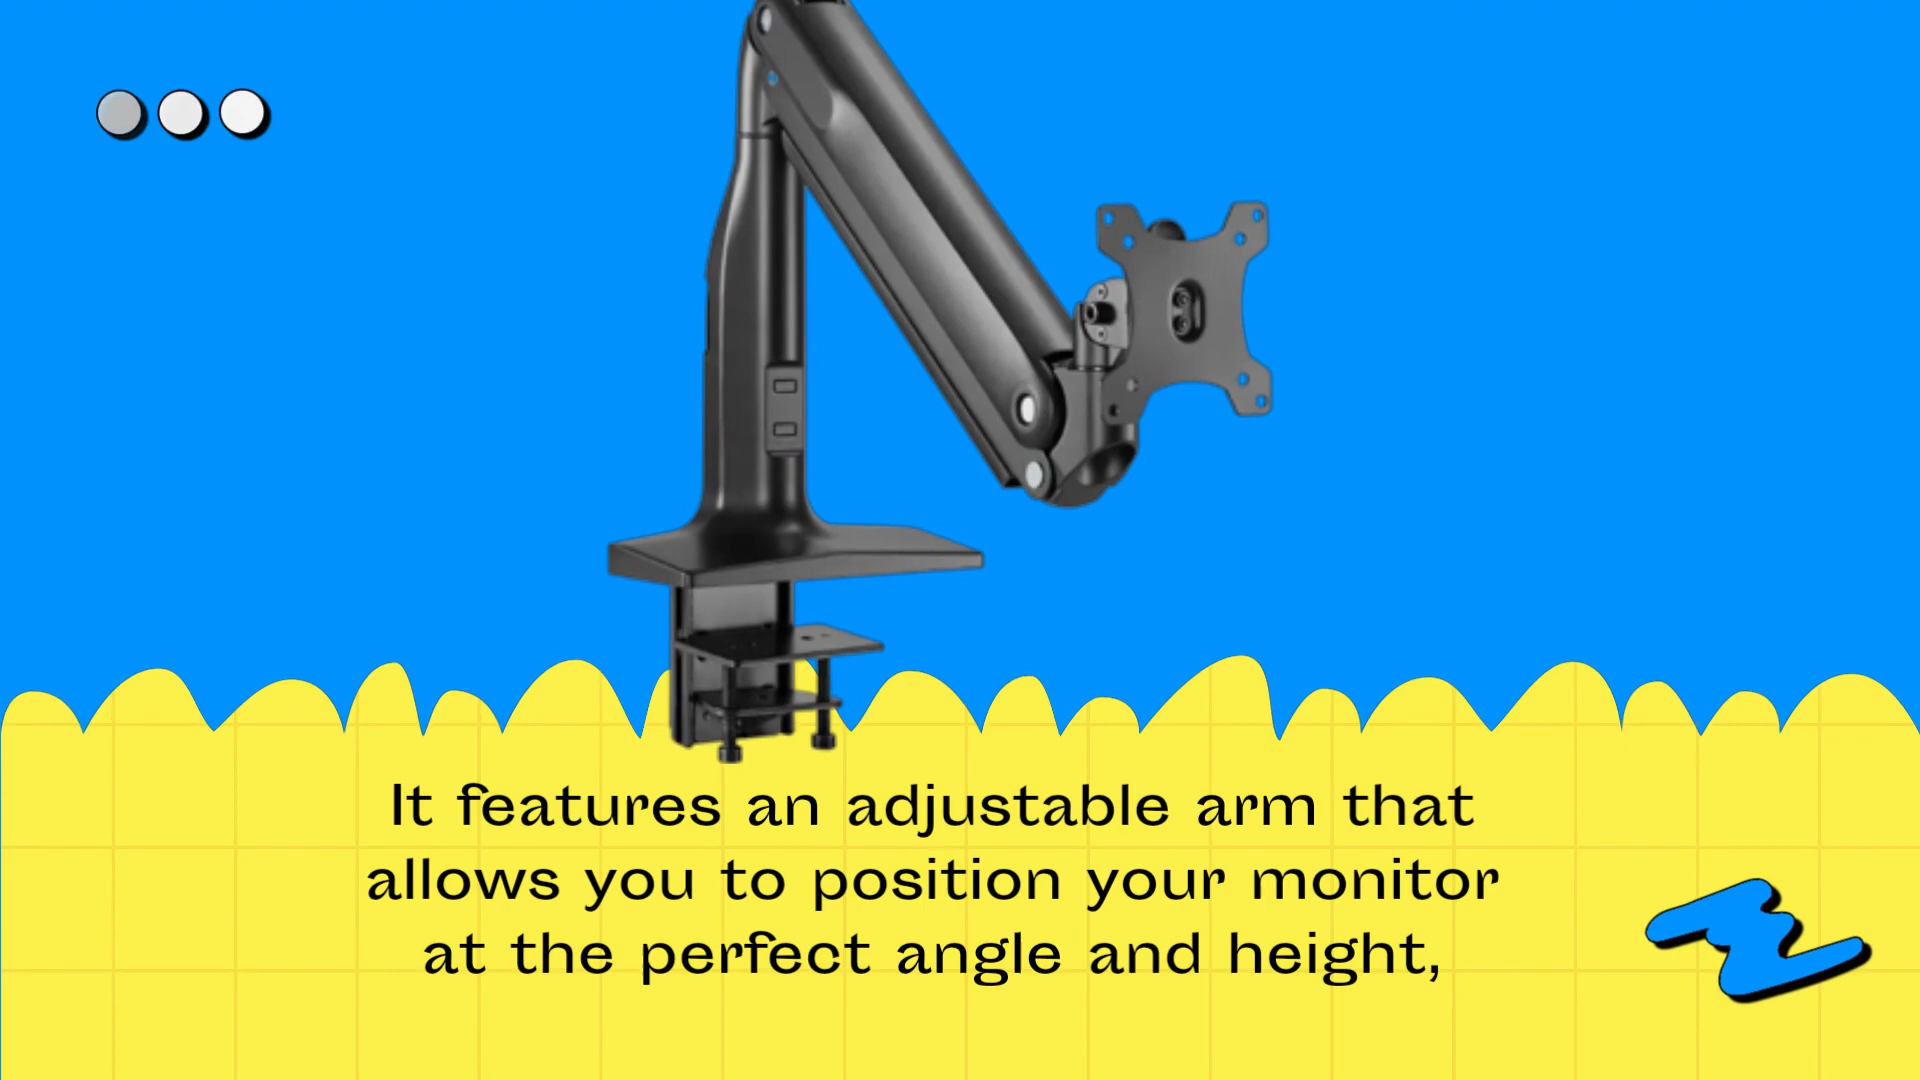 It features an adjustable arm that
allows you to position your monitor
at the perfect angle and height,